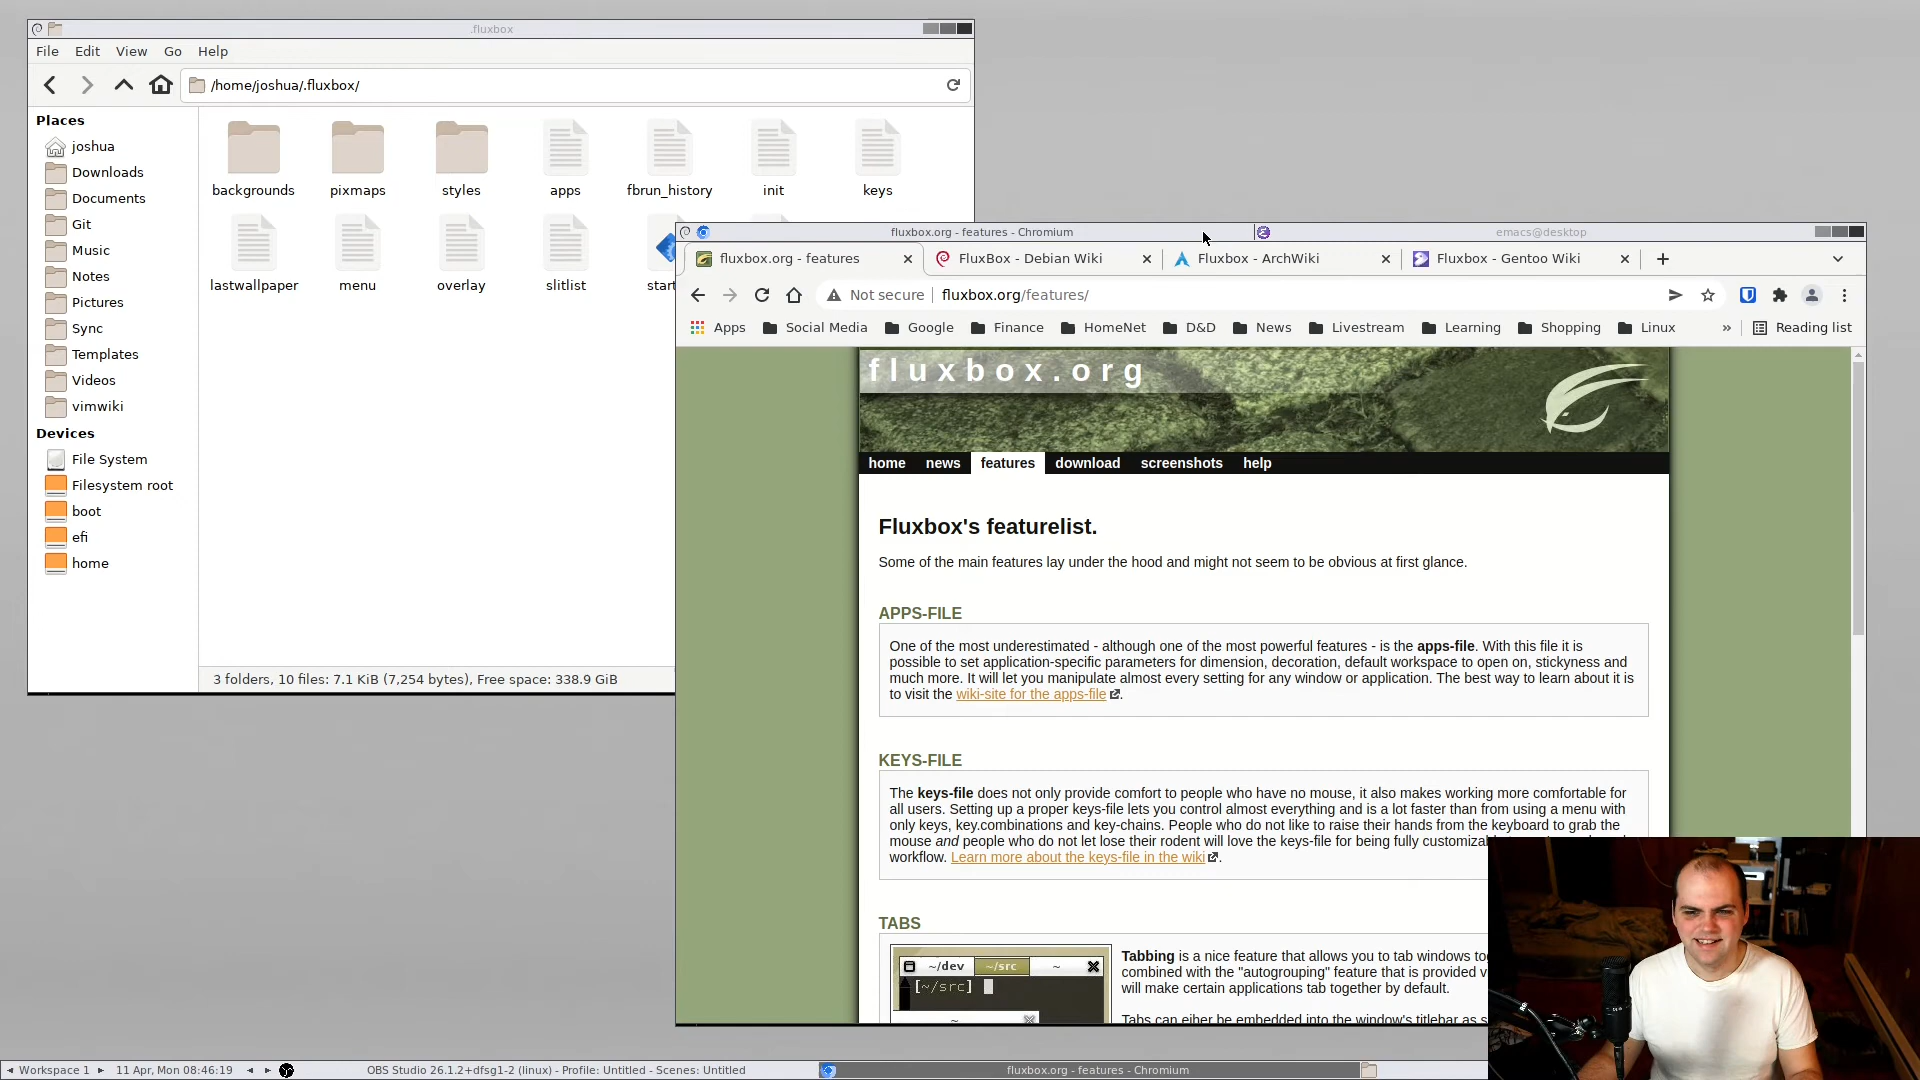 .fluxbox
File Edit View Go Help
/home/joshua/.fluxbox/
Places
joshua
Downloads
Documents
Git
Music
Notes
Pictures
Sync
Templates
Videos
vimwiki
Devices
File System
Filesystem root
boot
efi
home
backgrounds pixmaps styles apps fbrun_history init keys
lastwallpaper menu overlay slitlist
3 folders, 10 files: 7.1 KiB (7,254 bytes), Free space: 338.9 GiB
fluxbox.org - features - Chromium emacs@desktop
fluxbox.org - features FluxBox - Debian Wiki Fluxbox - ArchWiki Fluxbox - Gentoo Wiki
Not secure fluxbox.org/features/
Apps Social Media Google Finance HomeNet D&D News Livestream Learning Shopping Linux » Reading list
fluxbox.org
home news features download screenshots help
Fluxbox's featurelist.
Some of the main features lay under the hood and might not seem to be obvious at first glance.
APPS-FILE
One of the most underestimated - although one of the most powerful features - is the apps-file. With this file it is
possible to set application-specific parameters for dimension, decoration, default workspace to open on, stickyness and
much more. It will let you manipulate almost every setting for any window or application. The best way to learn about it is
to visit the wiki-site for the apps-file.
KEYS-FILE
The keys-file does not only provide comfort to people who have no mouse, it also makes working more comfortable for
all users. Setting up a proper keys-file lets you control almost everything and is a lot faster than from using a menu with
only keys, key.combinations and key-chains. People who do not like to raise their hands from the keyboard to grab the
mouse and people who do not let lose their rodent will love the keys-file for being fully
workflow. Learn more about the keys-file in the wiki.
TABS
~/dev ~/src ~
[~/src]
~
Tabbing is a nice feature that allows you to tab windows
combined with the "autogrouping" feature that is provided
will make certain applications tab together by default.
Tabs can eiher be embedded into the window's titlebar as
Workspace 1 11 Apr, Mon 08:46:19 OBS Studio 26.1.2+dfsg1-2 (linux) - Profile: Untitled - Scenes: Untitled fluxbox.org - features - Chromium